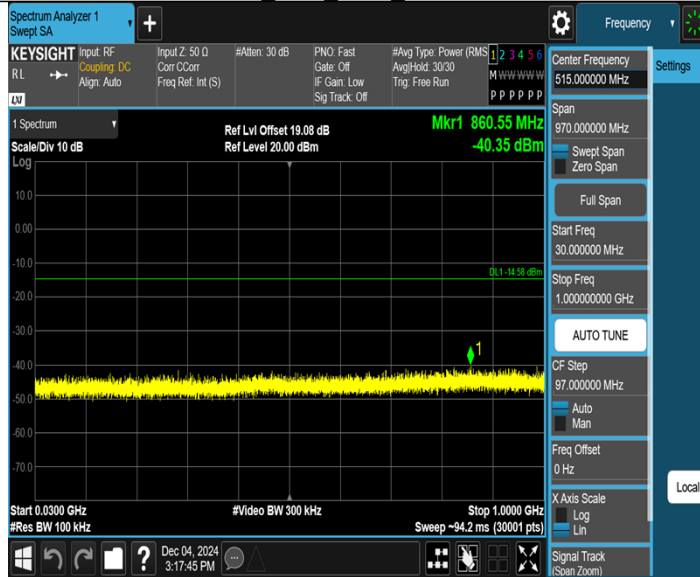 Spectrum Analyzer 1
Swept SA
+
Frequency
KEYSIGHT
RL
LXI
Input: RF
Coupling: DC
Align: Auto
Input Z: 50 Ω
Corr CCorr
Freq Ref: Int (S)
#Atten: 30 dB
PNO: Fast
Gate: Off
IF Gain: Low
Sig Track: Off
#Avg Type: Power (RMS
Avg|Hold: 30/30
Trig: Free Run
1 2 3 4 5 6
M W W W W W
P P P P P P
1 Spectrum
Scale/Div 10 dB
Log
Ref Lvl Offset 19.08 dB
Ref Level 20.00 dBm
Mkr1 860.55 MHz
-40.35 dBm
10.0
0.00
-10.0
DL1 -14.58 dBm
-20.0
-30.0
1
-40.0
-50.0
-60.0
-70.0
Start 0.0300 GHz
#Res BW 100 kHz
#Video BW 300 kHz
Stop 1.0000 GHz
Sweep ~94.2 ms (30001 pts)
?
Dec 04, 2024
3:17:45 PM
Center Frequency
515.000000 MHz
Span
970.000000 MHz
Swept Span
Zero Span
Full Span
Start Freq
30.000000 MHz
Stop Freq
1.000000000 GHz
AUTO TUNE
CF Step
97.000000 MHz
Auto
Man
Freq Offset
0 Hz
X Axis Scale
Log
Lin
Signal Track
(Span Zoom)
Settings
Local